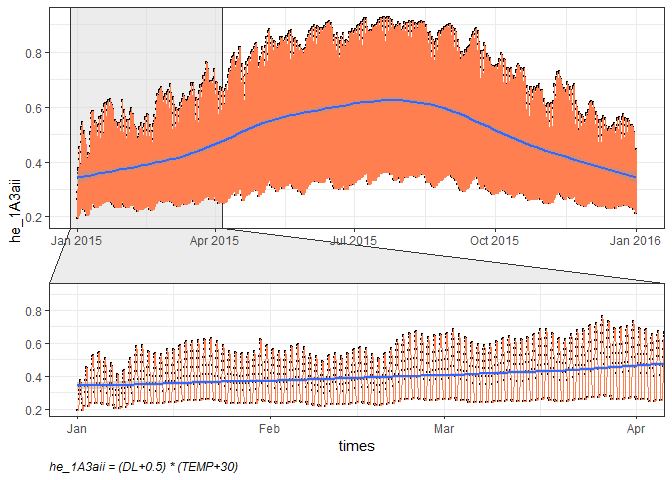 0.8
0.6
0.4
0.2
he_1A3aii
Jan 2015 Apr 2015 Jul 2015 Oct 2015 Jan 2016
0.8
0.6
0.4
0.2
Jan Feb Mar Apr
times
he_1A3aii = (DL+0.5) * (TEMP+30)